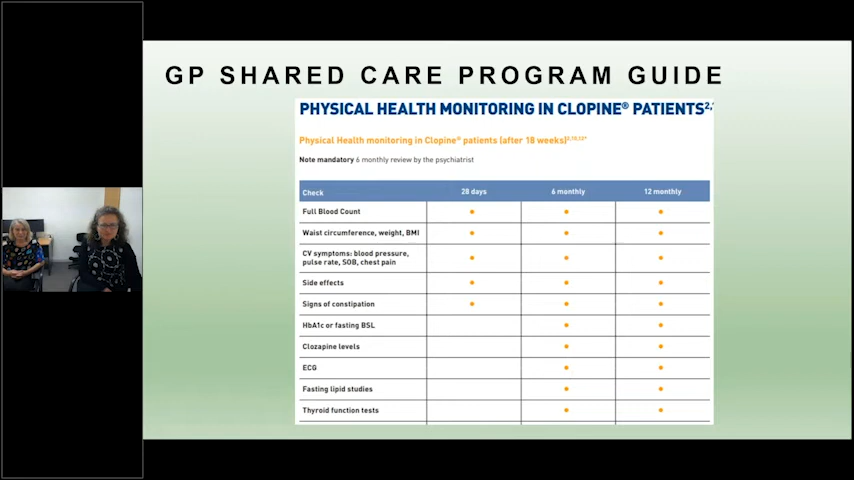 GP SHARED CARE PROGRAM GUIDE
PHYSICAL HEALTH MONITORING IN CLOPINE® PATIENTS2,
Physical Health monitoring in Clopine® patients (after 18 weeks)
Note mandatory 6 monthly review by the psychiatrist
Check 28 days 6 monthly 12 monthly
Full Blood Count
Waist circumference, weight, BMI
CV symptoms: blood pressure,
pulse rate, SOB, chest pain
Side effects
Signs of constipation
HbA1c or fasting BSL
Clozapine levels
ECG
Fasting lipid studies
Thyroid function tests